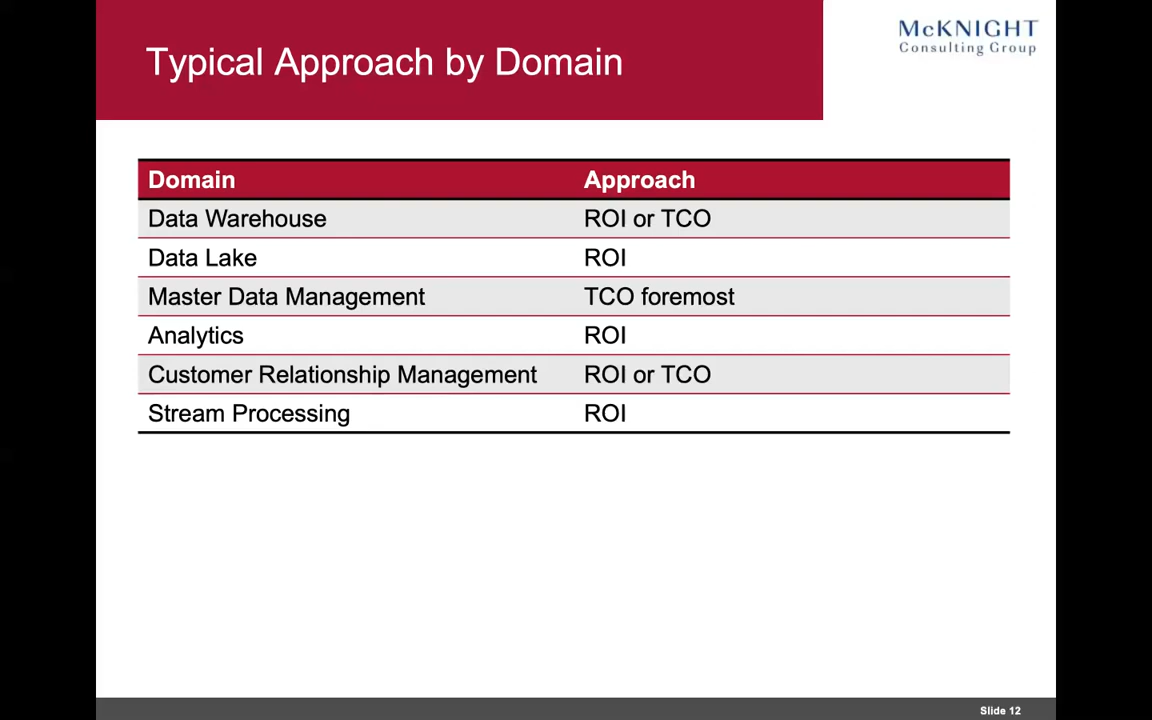 Typical Approach by Domain
McKNIGHT
Consulting Group
Domain Approach
Data Warehouse ROI or TCO
Data Lake ROI
Master Data Management TCO foremost
Analytics ROI
Customer Relationship Management ROI or TCO
Stream Processing ROI
Slide 12